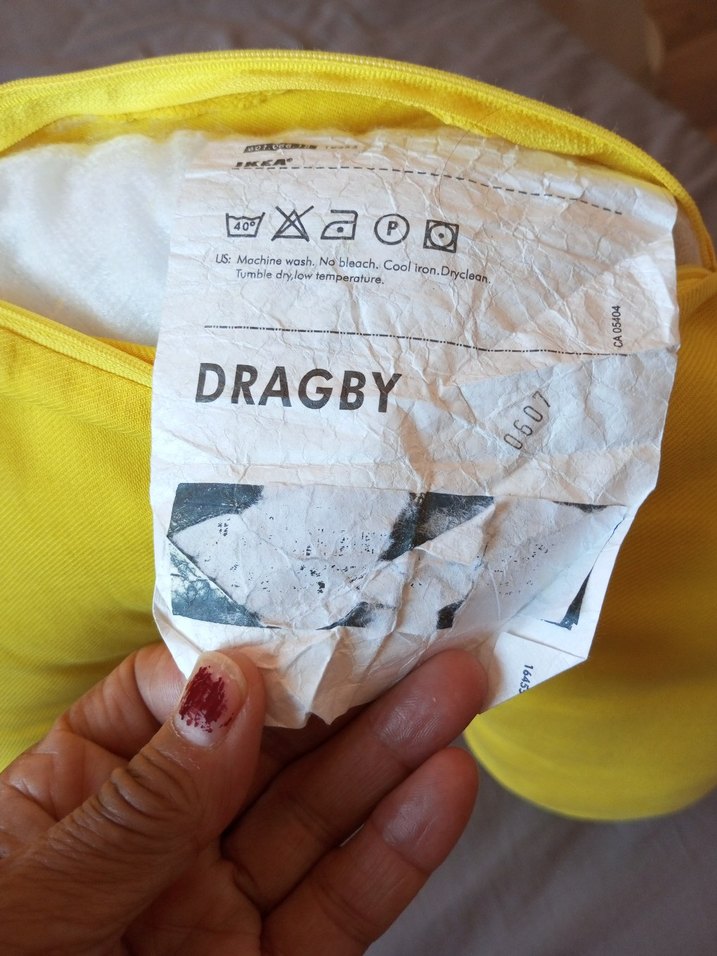 IKEA®
40°
P
US: Machine wash. No bleach. Cool iron.Dryclean.
Tumble dry,low temperature.
CA 05404
DRAGBY
0607